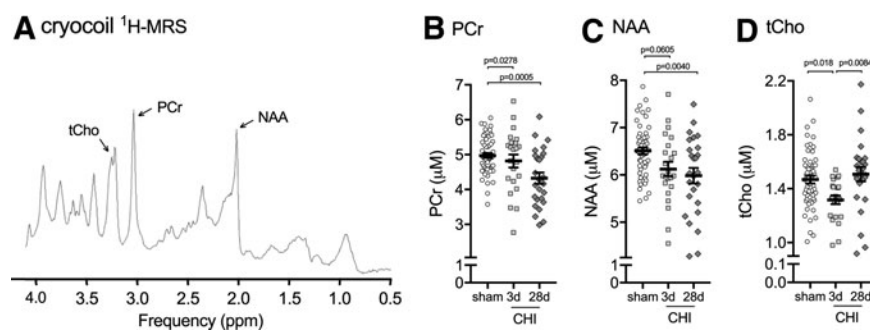 A cryocoil ¹H-MRS
tCho
PCr
NAA
4.0 3.5 3.0 2.5 2.0 1.5 1.0 0.5
Frequency (ppm)
B PCr
p=0.0278
p=0.0005
PCr (μM)
7
6
5
4
3
1
0
sham 3d 28d
CHI
C NAA
p=0.0605
p=0.0040
NAA (μM)
8
7
6
5
1
0
sham 3d 28d
CHI
D tCho
p=0.018 p=0.0084
tCho (μM)
2.2
1.8
1.4
1.0
0.1
0.0
sham 3d 28d
CHI